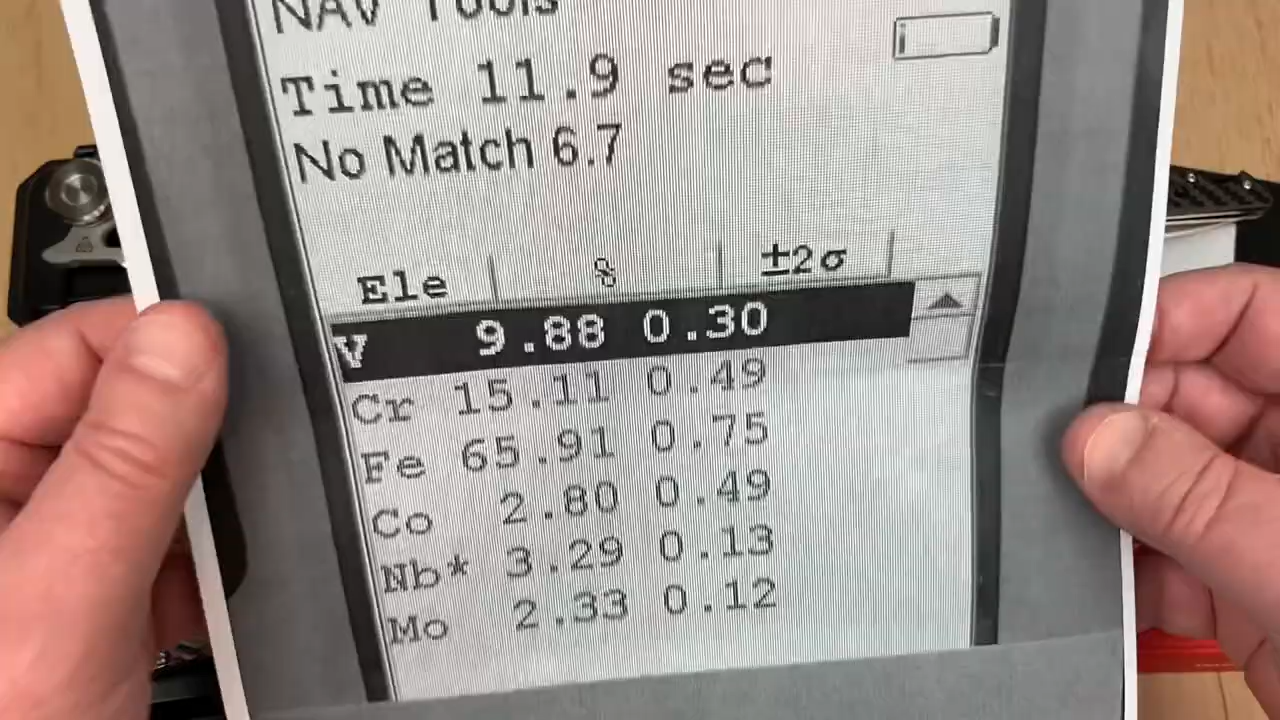 NAV Tools
Time 11.9 sec
No Match 6.7
Ele % ±2σ
V 9.88 0.30
Cr 15.11 0.49
Fe 65.91 0.75
Co 2.80 0.49
Nb* 3.29 0.13
Mo 2.33 0.12